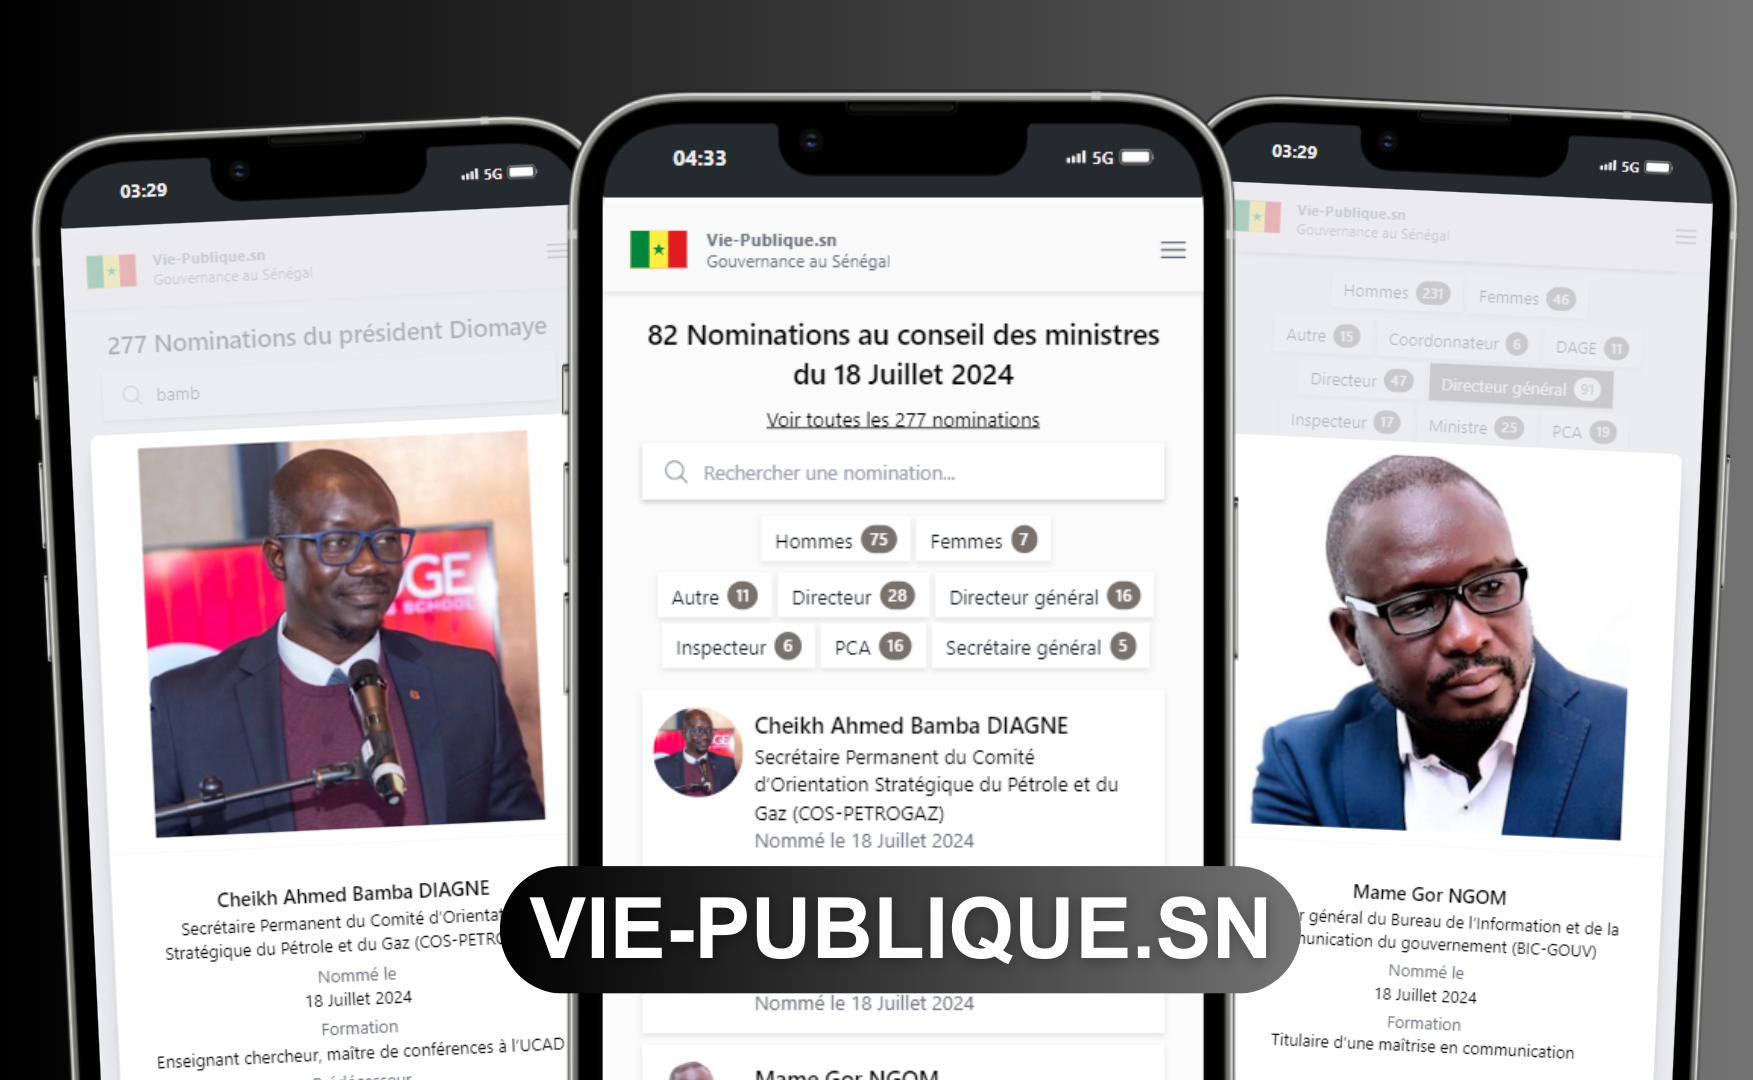 03:29
5G
Vie-Publique.sn
Gouvernance au Sénégal
277 Nominations du président Diomaye
bamb
GE
SCHOOL
Cheikh Ahmed Bamba DIAGNE
Secrétaire Permanent du Comité d'Orientat
Stratégique du Pétrole et du Gaz (COS-PETRO
Nommé le
18 Juillet 2024
Formation
Enseignant chercheur, maître de conférences à l'UCAD
Prédécesseur
04:33
5G
Vie-Publique.sn
Gouvernance au Sénégal
82 Nominations au conseil des ministres
du 18 Juillet 2024
Voir toutes les 277 nominations
Rechercher une nomination...
Hommes 75 Femmes 7
Autre 11 Directeur 28 Directeur général 16
Inspecteur 6 PCA 16 Secrétaire général 5
Cheikh Ahmed Bamba DIAGNE
Secrétaire Permanent du Comité
d'Orientation Stratégique du Pétrole et du
Gaz (COS-PETROGAZ)
Nommé le 18 Juillet 2024
VIE-PUBLIQUE.SN
Nommé le 18 Juillet 2024
Mame Gor NGOM
03:29
5G
Vie-Publique.sn
Gouvernance au Sénégal
Hommes 231 Femmes 46
Autre 15 Coordonnateur 6 DAGE 11
Directeur 47 Directeur général 91
Inspecteur 17 Ministre 25 PCA 19
Mame Gor NGOM
r général du Bureau de l'Information et de la
unication du gouvernement (BIC-GOUV)
Nommé le
18 Juillet 2024
Formation
Titulaire d'une maîtrise en communication